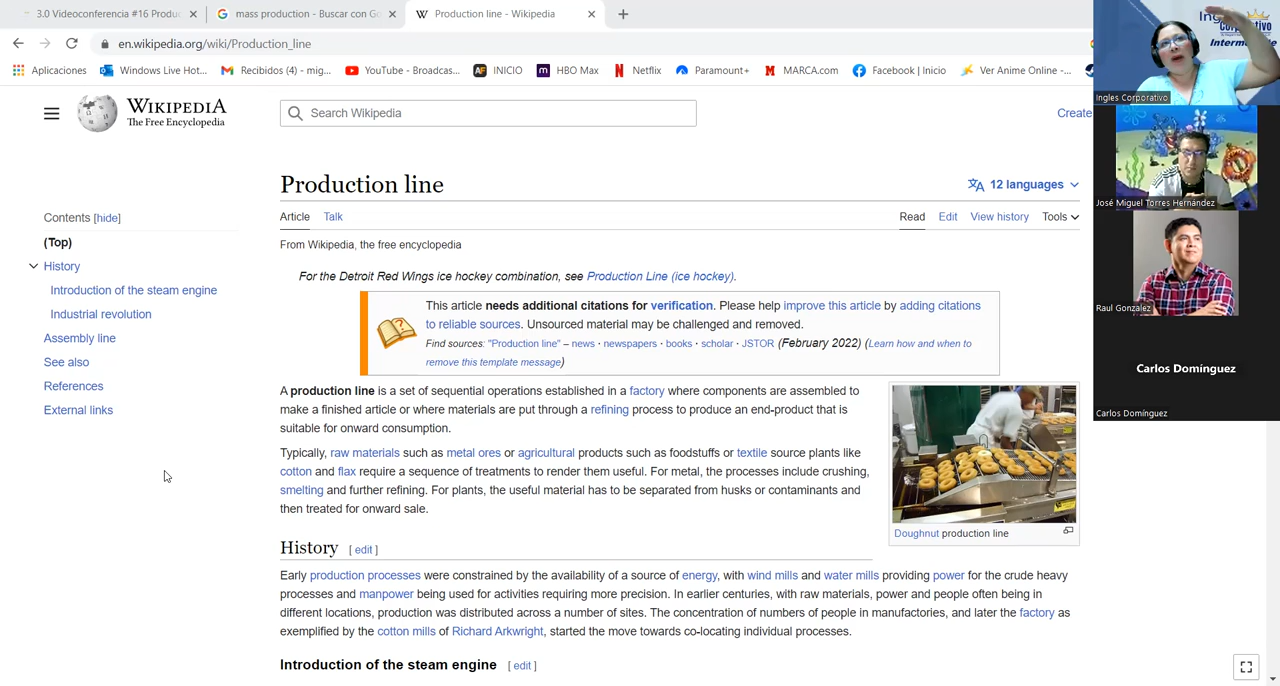 3.0 Videoconferencia #16 Produc
mass production - Buscar con Go
Production line - Wikipedia
en.wikipedia.org/wiki/Production_line
Aplicaciones
Windows Live Hot...
Recibidos (4) - mig...
YouTube - Broadcas...
INICIO
HBO Max
Netflix
Paramount+
MARCA.com
Facebook | Inicio
Ver Anime Online -...
WIKIPEDIA
The Free Encyclopedia
Search Wikipedia
Create
Contents [hide]
(Top)
History
Introduction of the steam engine
Industrial revolution
Assembly line
See also
References
External links
Production line
12 languages
Article
Talk
Read
Edit
View history
Tools
From Wikipedia, the free encyclopedia
For the Detroit Red Wings ice hockey combination, see Production Line (ice hockey).
This article needs additional citations for verification. Please help improve this article by adding citations
to reliable sources. Unsourced material may be challenged and removed.
Find sources: "Production line" – news · newspapers · books · scholar · JSTOR (February 2022) (Learn how and when to
remove this template message)
A production line is a set of sequential operations established in a factory where components are assembled to
make a finished article or where materials are put through a refining process to produce an end-product that is
suitable for onward consumption.
Typically, raw materials such as metal ores or agricultural products such as foodstuffs or textile source plants like
cotton and flax require a sequence of treatments to render them useful. For metal, the processes include crushing,
smelting and further refining. For plants, the useful material has to be separated from husks or contaminants and
then treated for onward sale.
Doughnut production line
History [ edit ]
Early production processes were constrained by the availability of a source of energy, with wind mills and water mills providing power for the crude heavy
processes and manpower being used for activities requiring more precision. In earlier centuries, with raw materials, power and people often being in
different locations, production was distributed across a number of sites. The concentration of numbers of people in manufactories, and later the factory as
exemplified by the cotton mills of Richard Arkwright, started the move towards co-locating individual processes.
Introduction of the steam engine [ edit ]
Ingles Corporativo
José Miguel Torres Hernández
Raul Gonzalez
Carlos Domínguez
Carlos Domínguez